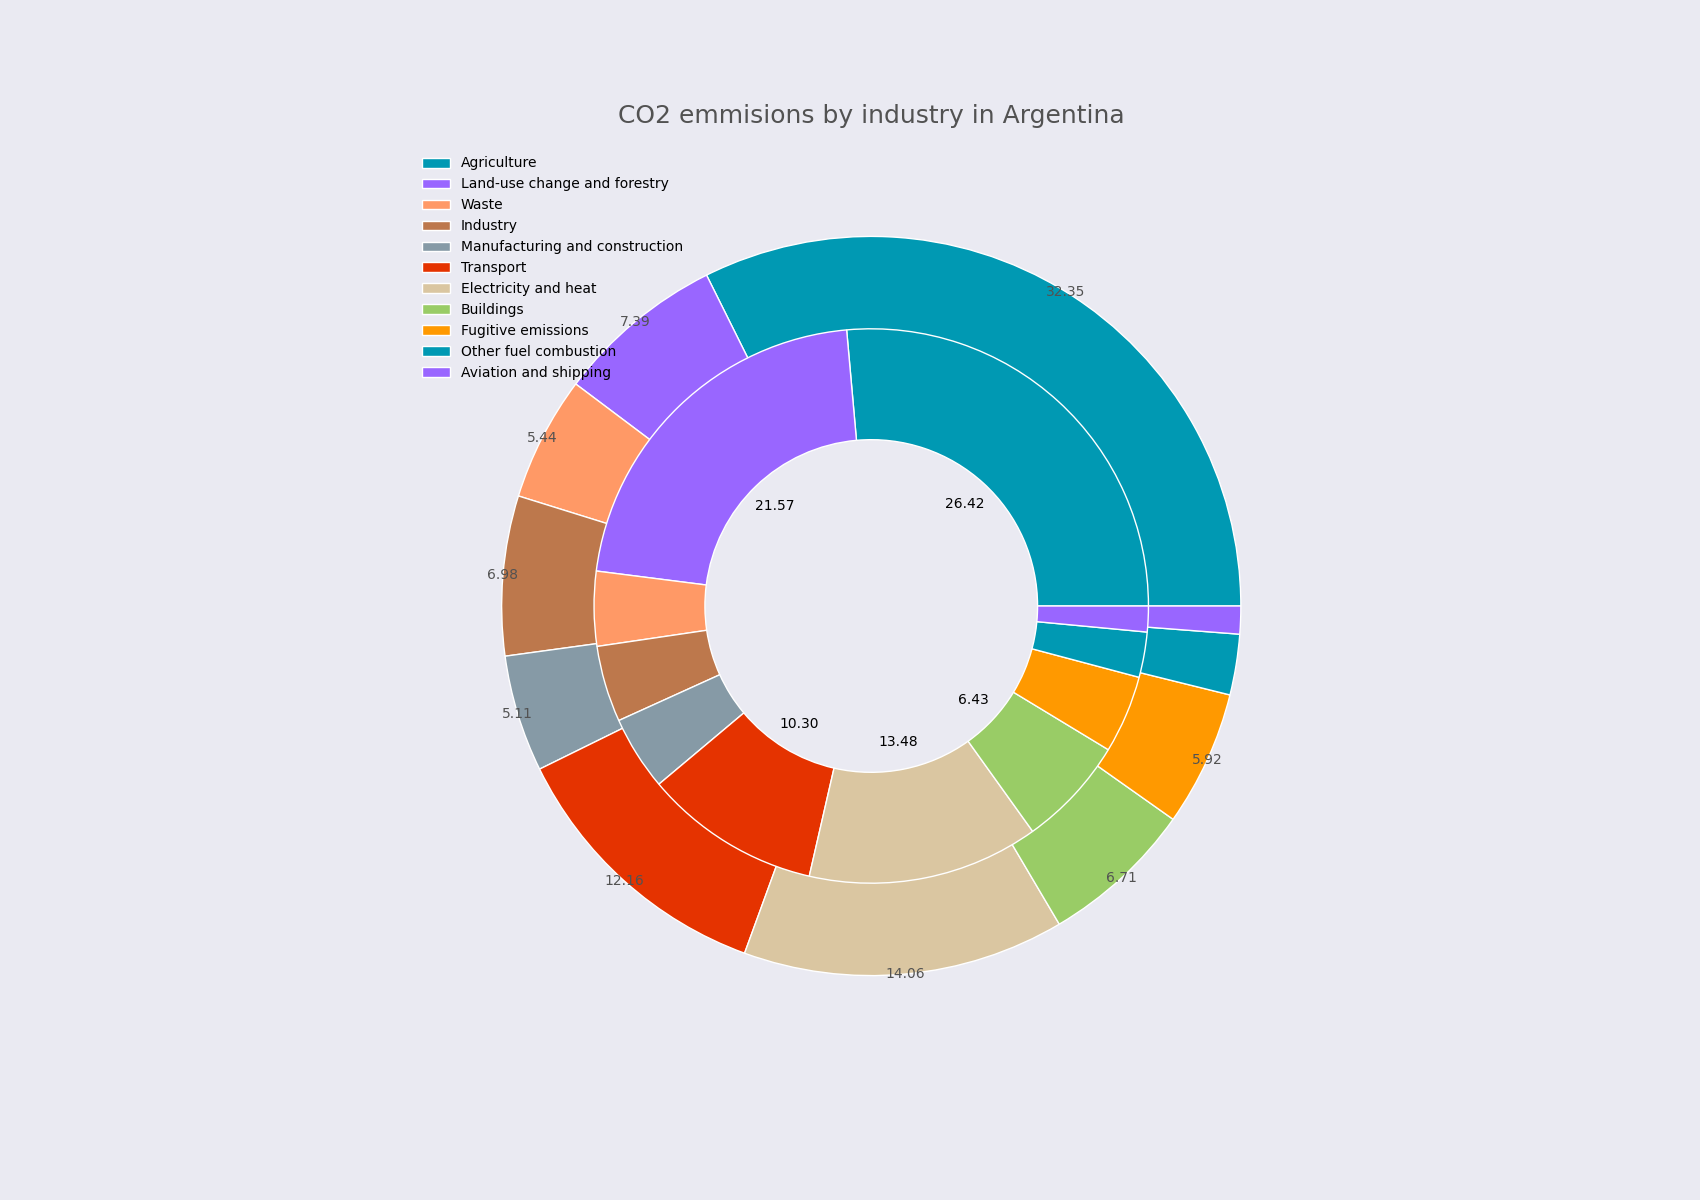 CO2 emmisions by industry in Argentina
Agriculture
Land-use change and forestry
Waste
Industry
Manufacturing and construction
Transport
Electricity and heat
Buildings
Fugitive emissions
Other fuel combustion
Aviation and shipping
32.35
7.39
5.44
6.98
5.11
12.16
14.06
6.71
5.92
26.42
21.57
10.30
13.48
6.43